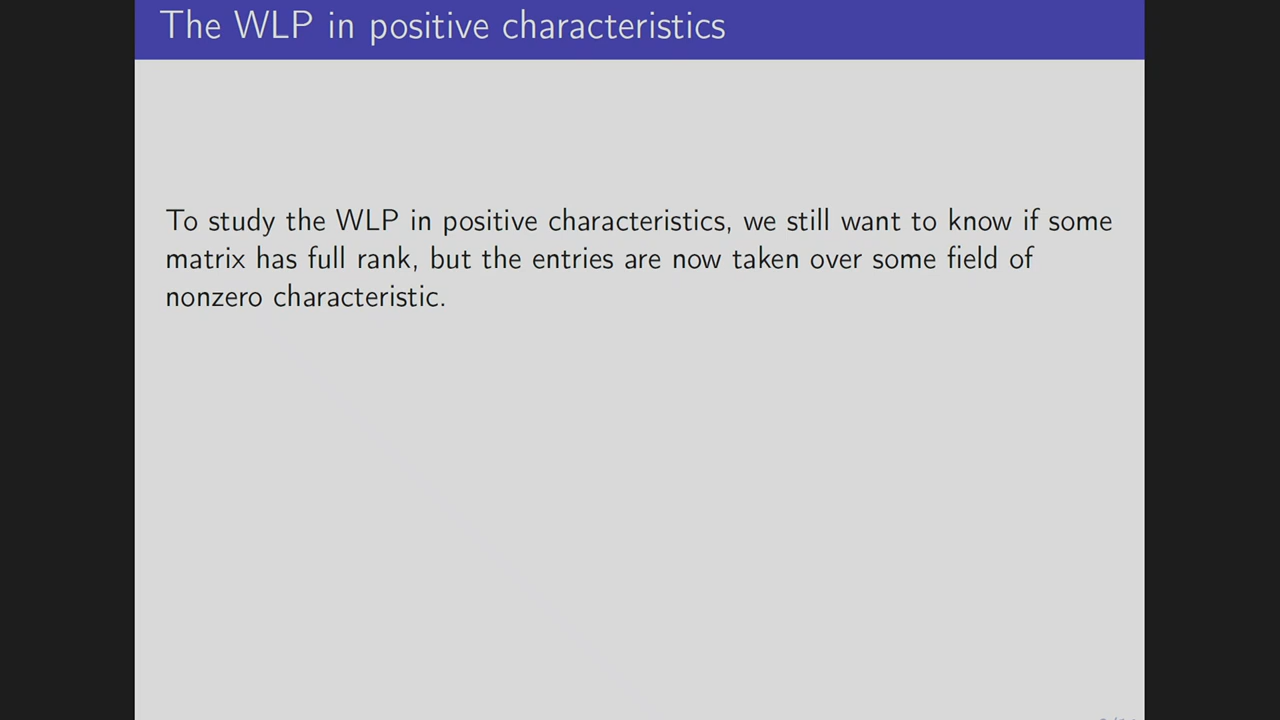 The WLP in positive characteristics
To study the WLP in positive characteristics, we still want to know if some
matrix has full rank, but the entries are now taken over some field of
nonzero characteristic.